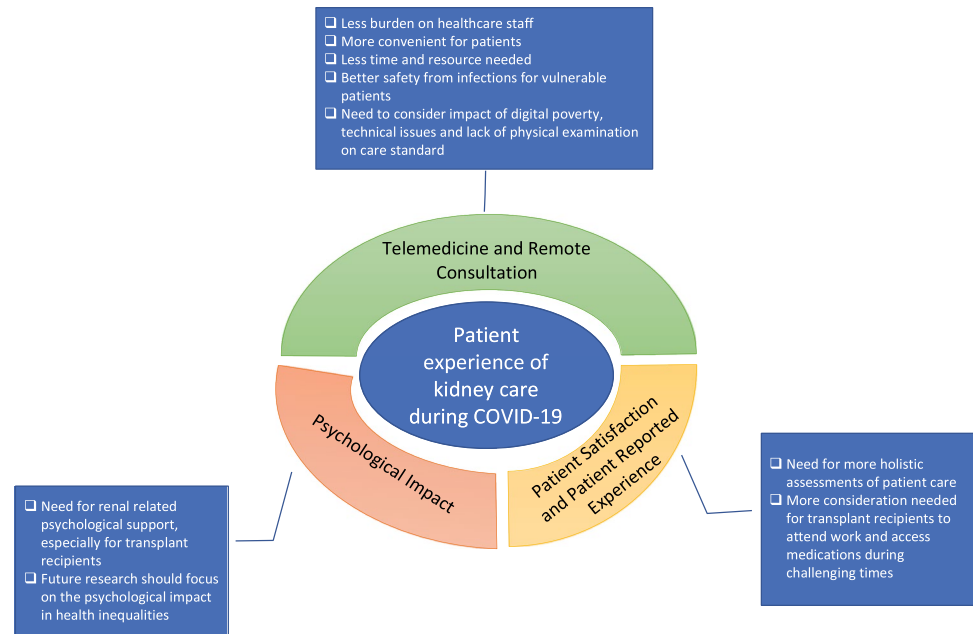 ❑ Less burden on healthcare staff
❑ More convenient for patients
❑ Less time and resource needed
❑ Better safety from infections for vulnerable
patients
❑ Need to consider impact of digital poverty,
technical issues and lack of physical examination
on care standard
Telemedicine and Remote
Consultation
Patient
experience of
kidney care
during COVID-19
Psychological Impact
Patient Satisfaction
and Patient Reported
Experience
❑ Need for renal related
psychological support,
especially for transplant
recipients
❑ Future research should focus
on the psychological impact
in health inequalities
❑ Need for more holistic
assessments of patient care
❑ More consideration needed
for transplant recipients to
attend work and access
medications during
challenging times